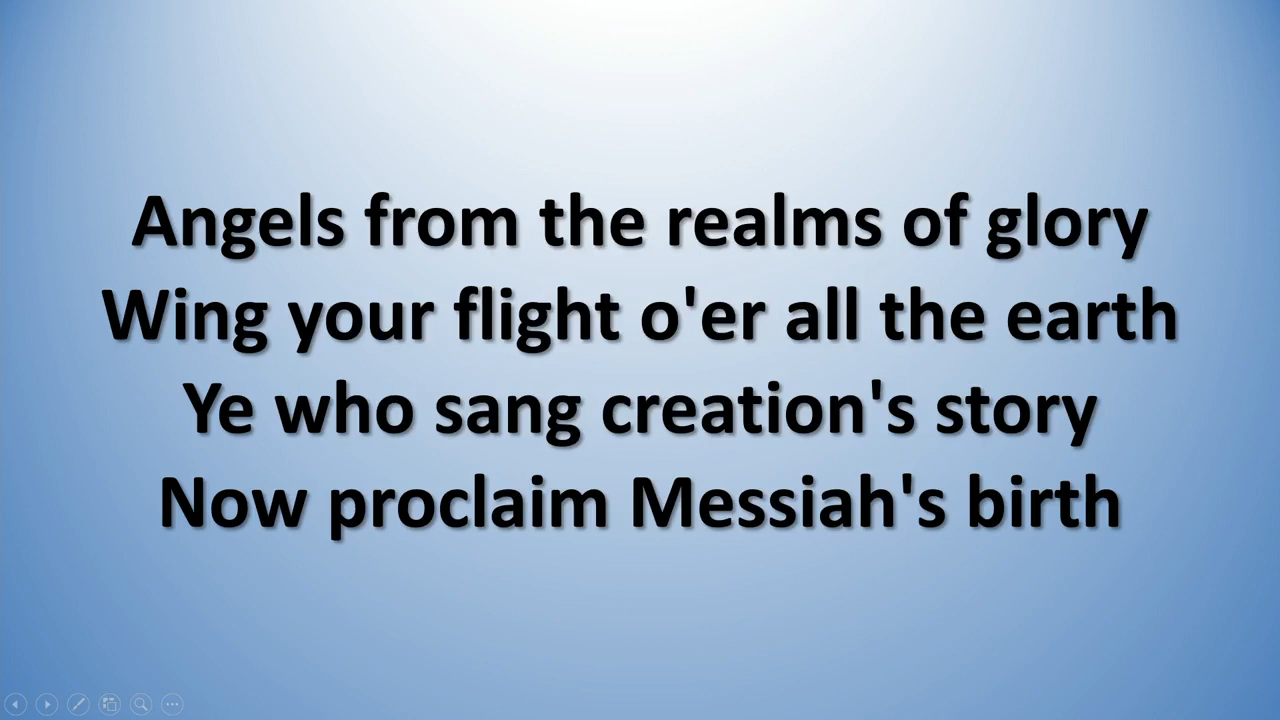 Angels from the realms of glory
Wing your flight o'er all the earth
Ye who sang creation's story
Now proclaim Messiah's birth